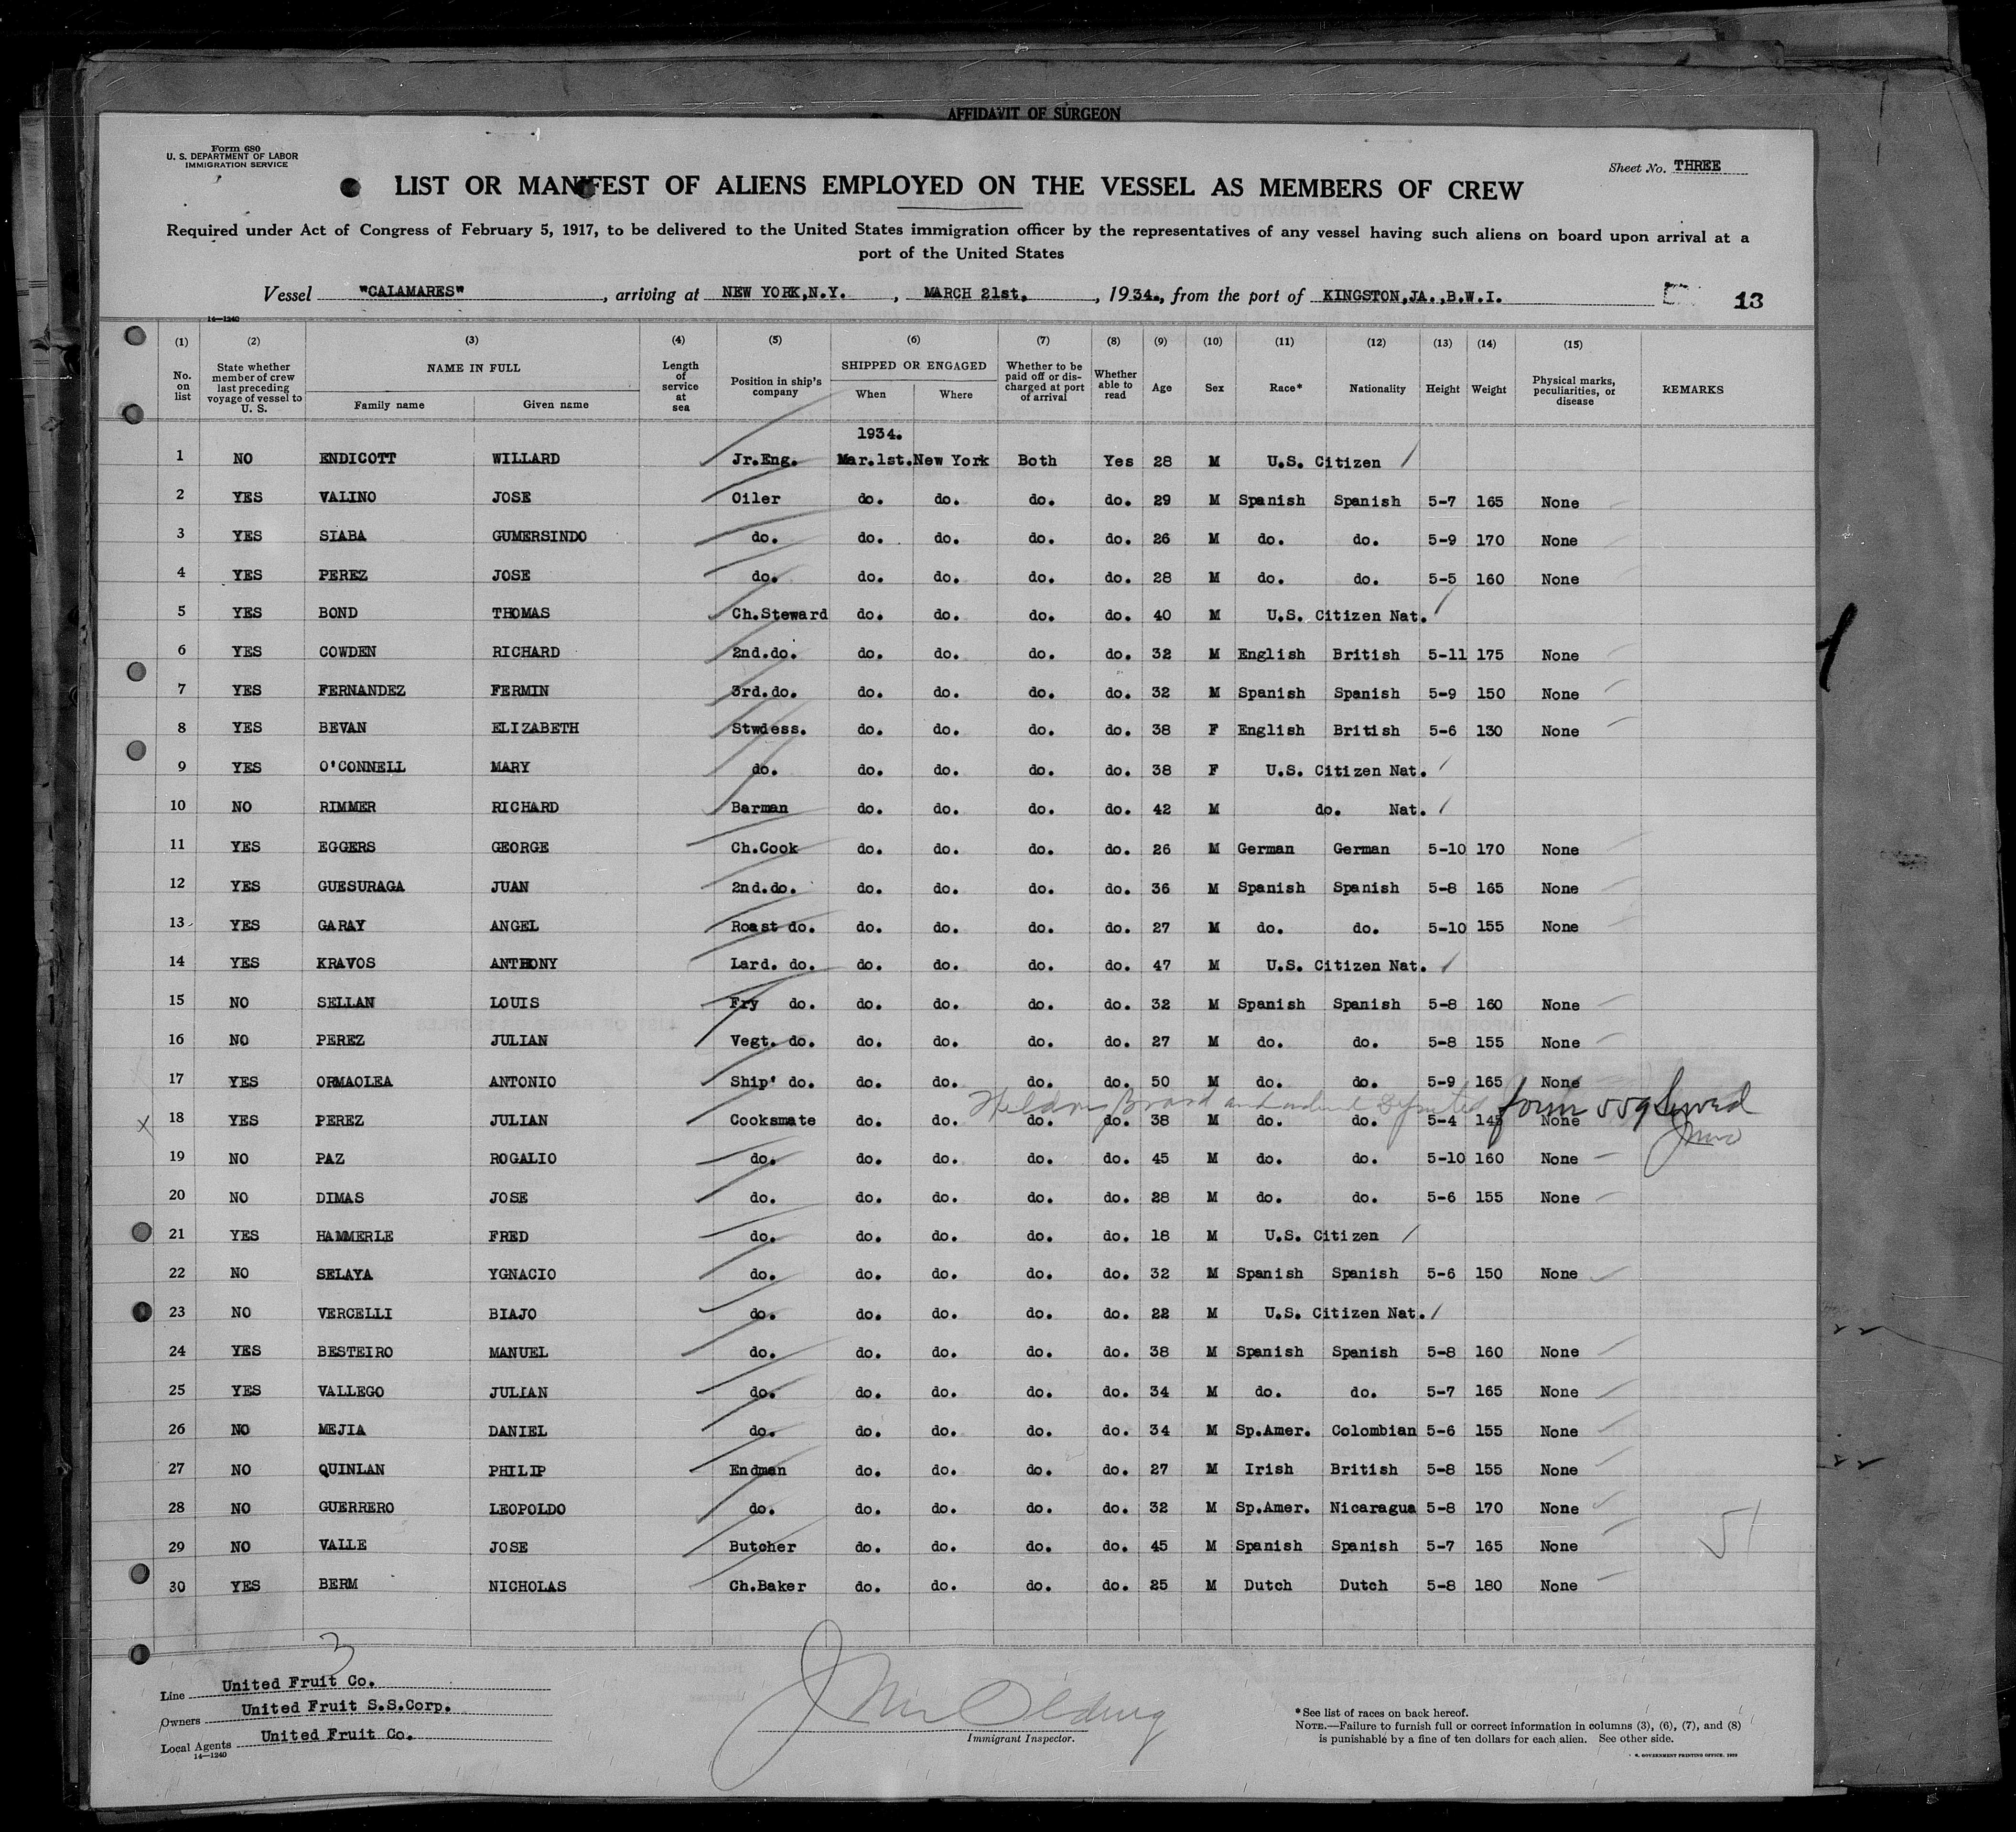 AFFIDAVIT OF SURGEON
Form 680
U. S. DEPARTMENT OF LABOR
IMMIGRATION SERVICE
Sheet No. THREE
LIST OR MANIFEST OF ALIENS EMPLOYED ON THE VESSEL AS MEMBERS OF CREW
Required under Act of Congress of February 5, 1917, to be delivered to the United States immigration officer by the representatives of any vessel having such aliens on board upon arrival at a
port of the United States
Vessel "CALAMARES", arriving at NEW YORK,N.Y., MARCH 21st, 1934., from the port of KINGSTON,JA.,B.W.I. 13
14—1240
(1) (2) (3) (4) (5) (6) (7) (8) (9) (10) (11) (12) (13) (14) (15)
No. on list State whether member of crew last preceding voyage of vessel to U. S. NAME IN FULL Family name Given name Length of service at sea Position in ship's company SHIPPED OR ENGAGED When Where Whether to be paid off or discharged at port of arrival Whether able to read Age Sex Race* Nationality Height Weight Physical marks, peculiarities, or disease REMARKS
1934.
1 NO ENDICOTT WILLARD Jr.Eng. Mar.1st. New York Both Yes 28 M U.S. Citizen
2 YES VALINO JOSE Oiler do. do. do. do. 29 M Spanish Spanish 5-7 165 None
3 YES SIABA GUMERSINDO do. do. do. do. do. 26 M do. do. 5-9 170 None
4 YES PEREZ JOSE do. do. do. do. do. 28 M do. do. 5-5 160 None
5 YES BOND THOMAS Ch.Steward do. do. do. do. 40 M U.S. Citizen Nat.
6 YES COWDEN RICHARD 2nd.do. do. do. do. do. 32 M English British 5-11 175 None
7 YES FERNANDEZ FERMIN 3rd.do. do. do. do. do. 32 M Spanish Spanish 5-9 150 None
8 YES BEVAN ELIZABETH Stwdess. do. do. do. do. 38 F English British 5-6 130 None
9 YES O'CONNELL MARY do. do. do. do. do. 38 F U.S. Citizen Nat.
10 NO RIMMER RICHARD Barman do. do. do. do. 42 M do. Nat.
11 YES EGGERS GEORGE Ch.Cook do. do. do. do. 26 M German German 5-10 170 None
12 YES GUESURAGA JUAN 2nd.do. do. do. do. do. 36 M Spanish Spanish 5-8 165 None
13 YES GARAY ANGEL Roast do. do. do. do. do. 27 M do. do. 5-10 155 None
14 YES KRAVOS ANTHONY Lard. do. do. do. do. do. 47 M U.S. Citizen Nat.
15 NO SELLAN LOUIS Fry do. do. do. do. do. 32 M Spanish Spanish 5-8 160 None
16 NO PEREZ JULIAN Vegt. do. do. do. do. do. 27 M do. do. 5-8 155 None
17 YES ORMAOLEA ANTONIO Ship' do. do. do. do. do. 50 M do. do. 5-9 165 None
Board and form 559 Served
X 18 YES PEREZ JULIAN Cooksmate do. do. do. do. 38 M do. do. 5-4 145 None
19 NO PAZ ROGALIO do. do. do. do. do. 45 M do. do. 5-10 160 None
20 NO DIMAS JOSE do. do. do. do. do. 28 M do. do. 5-6 155 None
21 YES HAMMERLE FRED do. do. do. do. do. 18 M U.S. Citizen
22 NO SELAYA YGNACIO do. do. do. do. do. 32 M Spanish Spanish 5-6 150 None
23 NO VERCELLI BIAJO do. do. do. do. do. 22 M U.S. Citizen Nat.
24 YES BESTEIRO MANUEL do. do. do. do. do. 38 M Spanish Spanish 5-8 160 None
25 YES VALLEGO JULIAN do. do. do. do. do. 34 M do. do. 5-7 165 None
26 NO MEJIA DANIEL do. do. do. do. do. 34 M Sp.Amer. Colombian 5-6 155 None
27 NO QUINLAN PHILIP Endman do. do. do. do. 27 M Irish British 5-8 155 None
28 NO GUERRERO LEOPOLDO do. do. do. do. do. 32 M Sp.Amer. Nicaragua 5-8 170 None
29 NO VALLE JOSE Butcher do. do. do. do. 45 M Spanish Spanish 5-7 165 None
51
30 YES BERM NICHOLAS Ch.Baker do. do. do. do. 25 M Dutch Dutch 5-8 180 None
3
Line United Fruit Co.
Owners United Fruit S.S.Corp.
Local Agents United Fruit Co.
14—1240
Immigrant Inspector.
*See list of races on back hereof.
NOTE.—Failure to furnish full or correct information in columns (3), (6), (7), and (8)
is punishable by a fine of ten dollars for each alien. See other side.